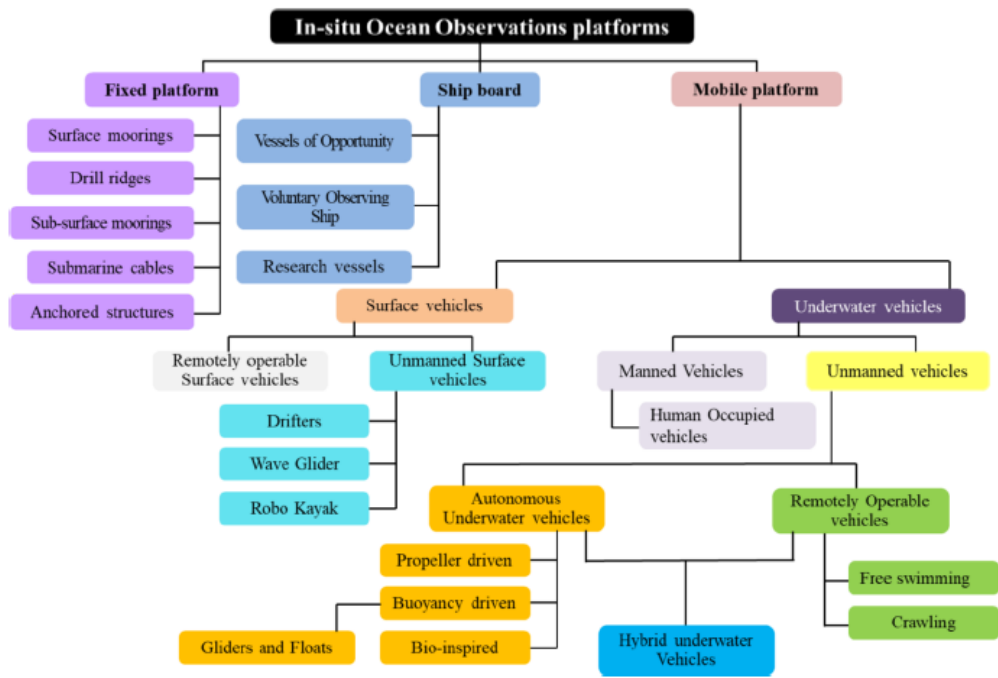 In-situ Ocean Observations platforms
Fixed platform
Ship board
Mobile platform
Surface moorings
Drill ridges
Sub-surface moorings
Submarine cables
Anchored structures
Vessels of Opportunity
Voluntary Observing
Ship
Research vessels
Surface vehicles
Underwater vehicles
Remotely operable
Surface vehicles
Unmanned Surface
vehicles
Manned Vehicles
Unmanned vehicles
Human Occupied
vehicles
Drifters
Wave Glider
Robo Kayak
Autonomous
Underwater vehicles
Remotely Operable
vehicles
Propeller driven
Buoyancy driven
Gliders and Floats
Bio-inspired
Hybrid underwater
Vehicles
Free swimming
Crawling